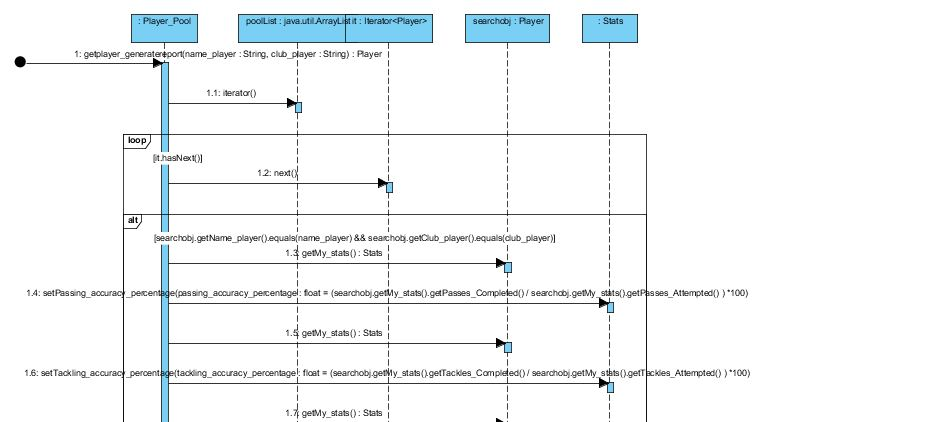 : Player_Pool
poolList : java.util.ArrayList
it : Iterator<Player>
searchobj : Player
: Stats
1: getplayer_generatereport(name_player : String, club_player : String) : Player
1.1: iterator()
loop
[it.hasNext()]
1.2: next()
alt
[searchobj.getName_player().equals(name_player) && searchobj.getClub_player().equals(club_player)]
1.3: getMy_stats() : Stats
1.4: setPassing_accuracy_percentage(passing_accuracy_percentage : float = (searchobj.getMy_stats().getPasses_Completed() / searchobj.getMy_stats().getPasses_Attempted() ) *100)
1.5: getMy_stats() : Stats
1.6: setTackling_accuracy_percentage(tackling_accuracy_percentage : float = (searchobj.getMy_stats().getTackles_Completed() / searchobj.getMy_stats().getTackles_Attempted() ) *100)
1.7: getMy_stats() : Stats